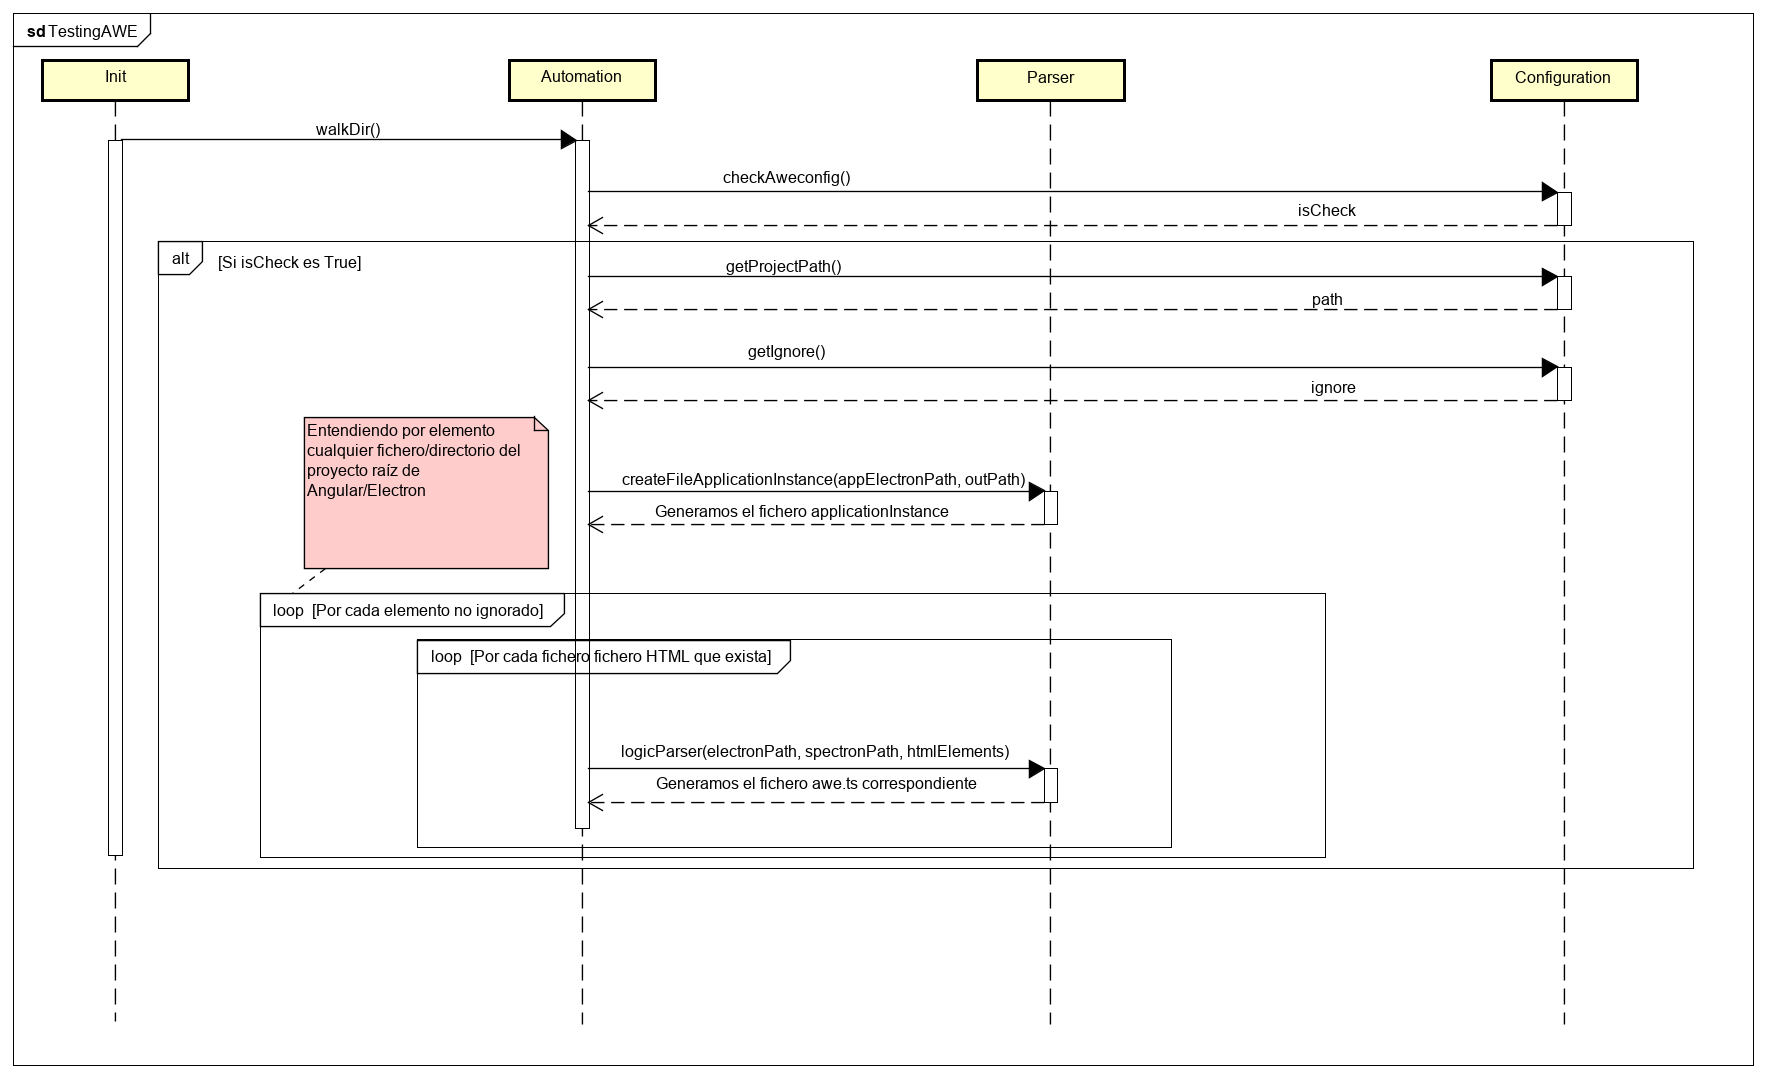 sd TestingAWE
Init
Automation
Parser
Configuration
walkDir()
checkAweconfig()
isCheck
alt
[Si isCheck es True]
getProjectPath()
path
getIgnore()
ignore
Entendiendo por elemento
cualquier fichero/directorio del
proyecto raíz de
Angular/Electron
createFileApplicationInstance(appElectronPath, outPath)
Generamos el fichero applicationInstance
loop [Por cada elemento no ignorado]
loop [Por cada fichero fichero HTML que exista]
logicParser(electronPath, spectronPath, htmlElements)
Generamos el fichero awe.ts correspondiente